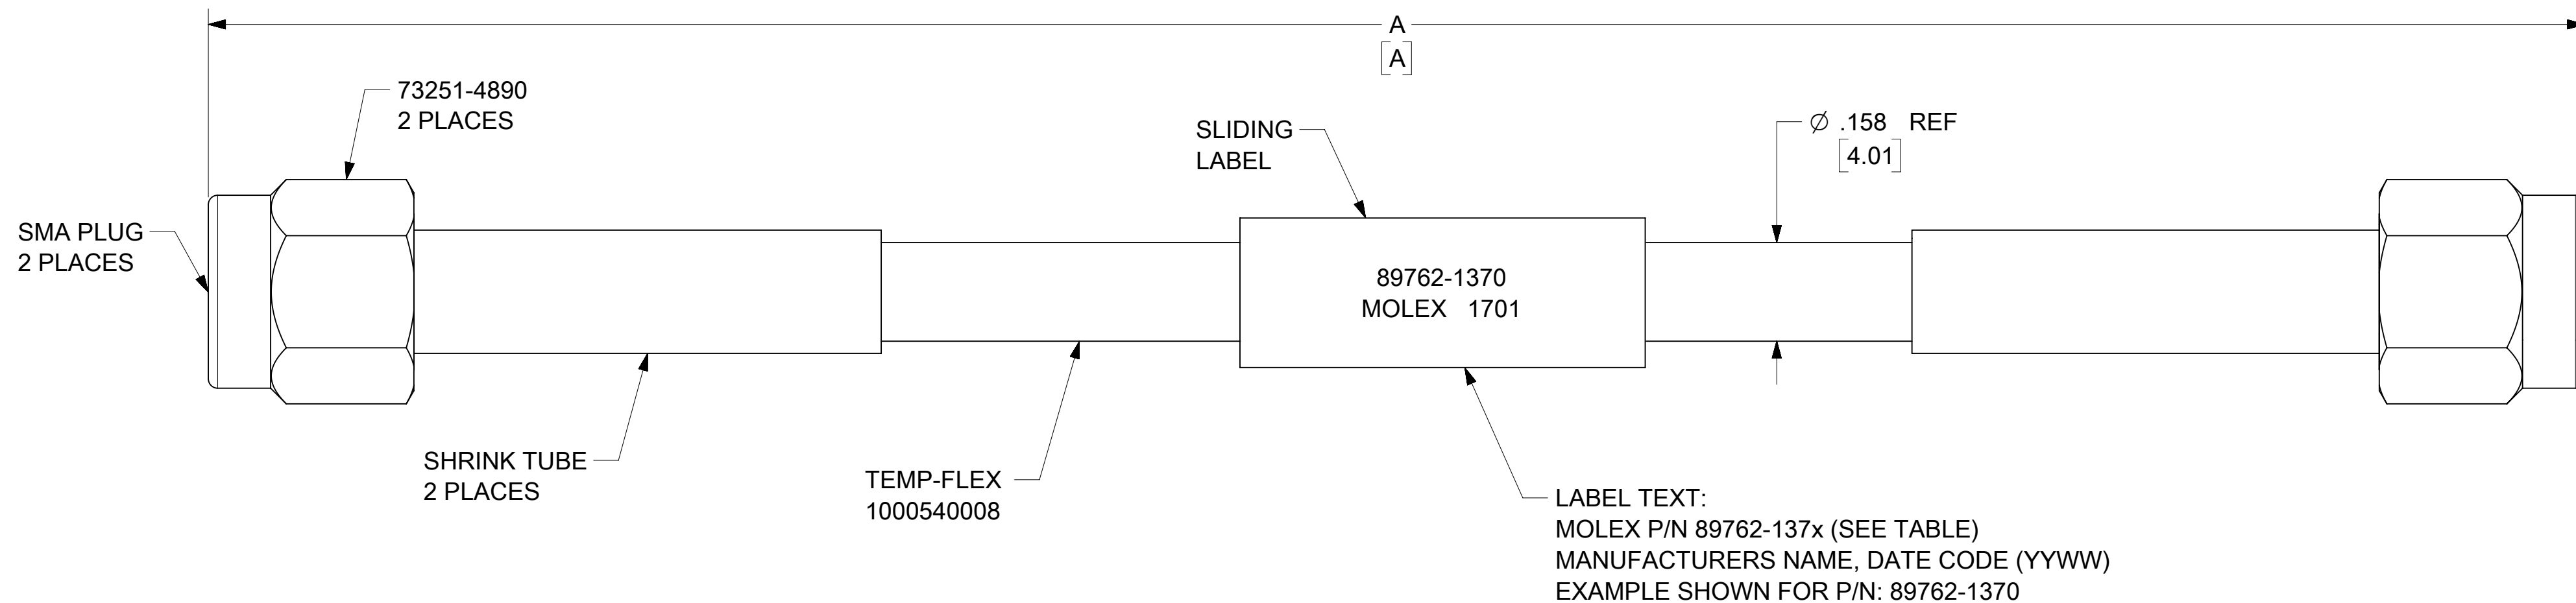 A
[A]
73251-4890
2 PLACES
SLIDING
LABEL
Ø .158 REF
[4.01]
SMA PLUG
2 PLACES
89762-1370
MOLEX 1701
SHRINK TUBE
2 PLACES
TEMP-FLEX
1000540008
LABEL TEXT:
MOLEX P/N 89762-137x (SEE TABLE)
MANUFACTURERS NAME, DATE CODE (YYWW)
EXAMPLE SHOWN FOR P/N: 89762-1370